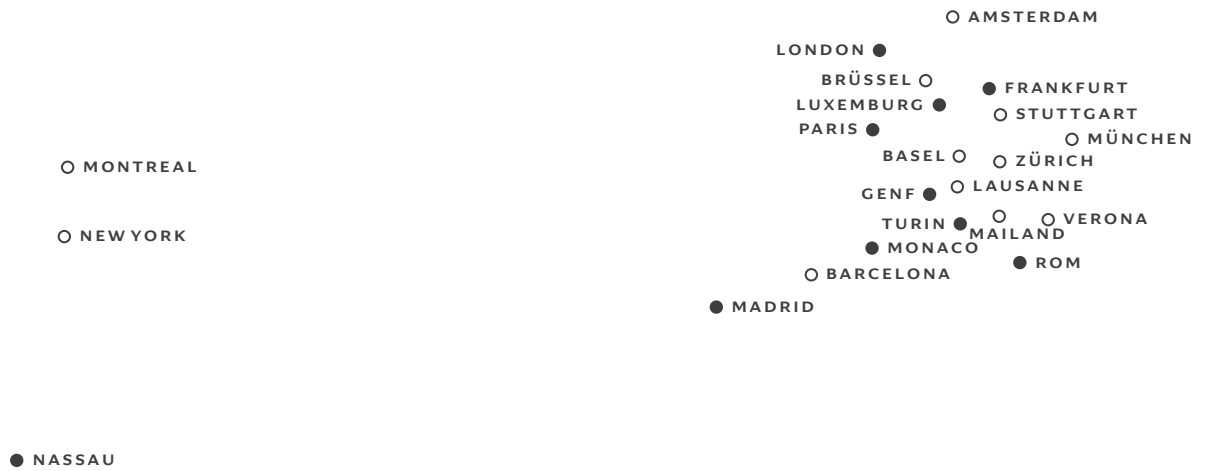 AMSTERDAM
LONDON
BRÜSSEL
FRANKFURT
LUXEMBURG
STUTTGART
PARIS
MÜNCHEN
BASEL
ZÜRICH
MONTREAL
LAUSANNE
GENF
VERONA
TURIN
MAILAND
NEW YORK
MONACO
ROM
BARCELONA
MADRID
NASSAU